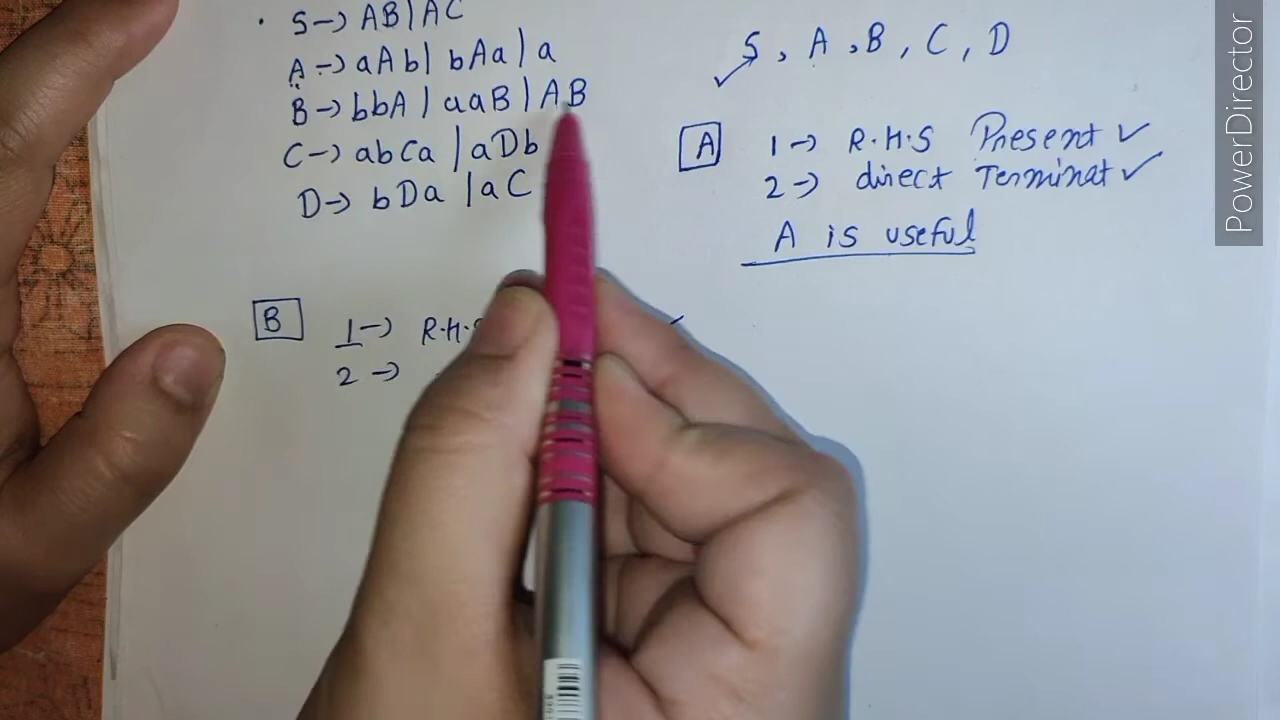 S → AB | AC
A → aAb | bAa | a
B → bbA | aaB | AB
C → abCa | aDb
D → bDa | aC
S, A, B, C, D
A
1 → R.H.S Present ✓
2 → direct Terminat ✓
A is useful
B
1 → R.H.S
2 →
PowerDirector